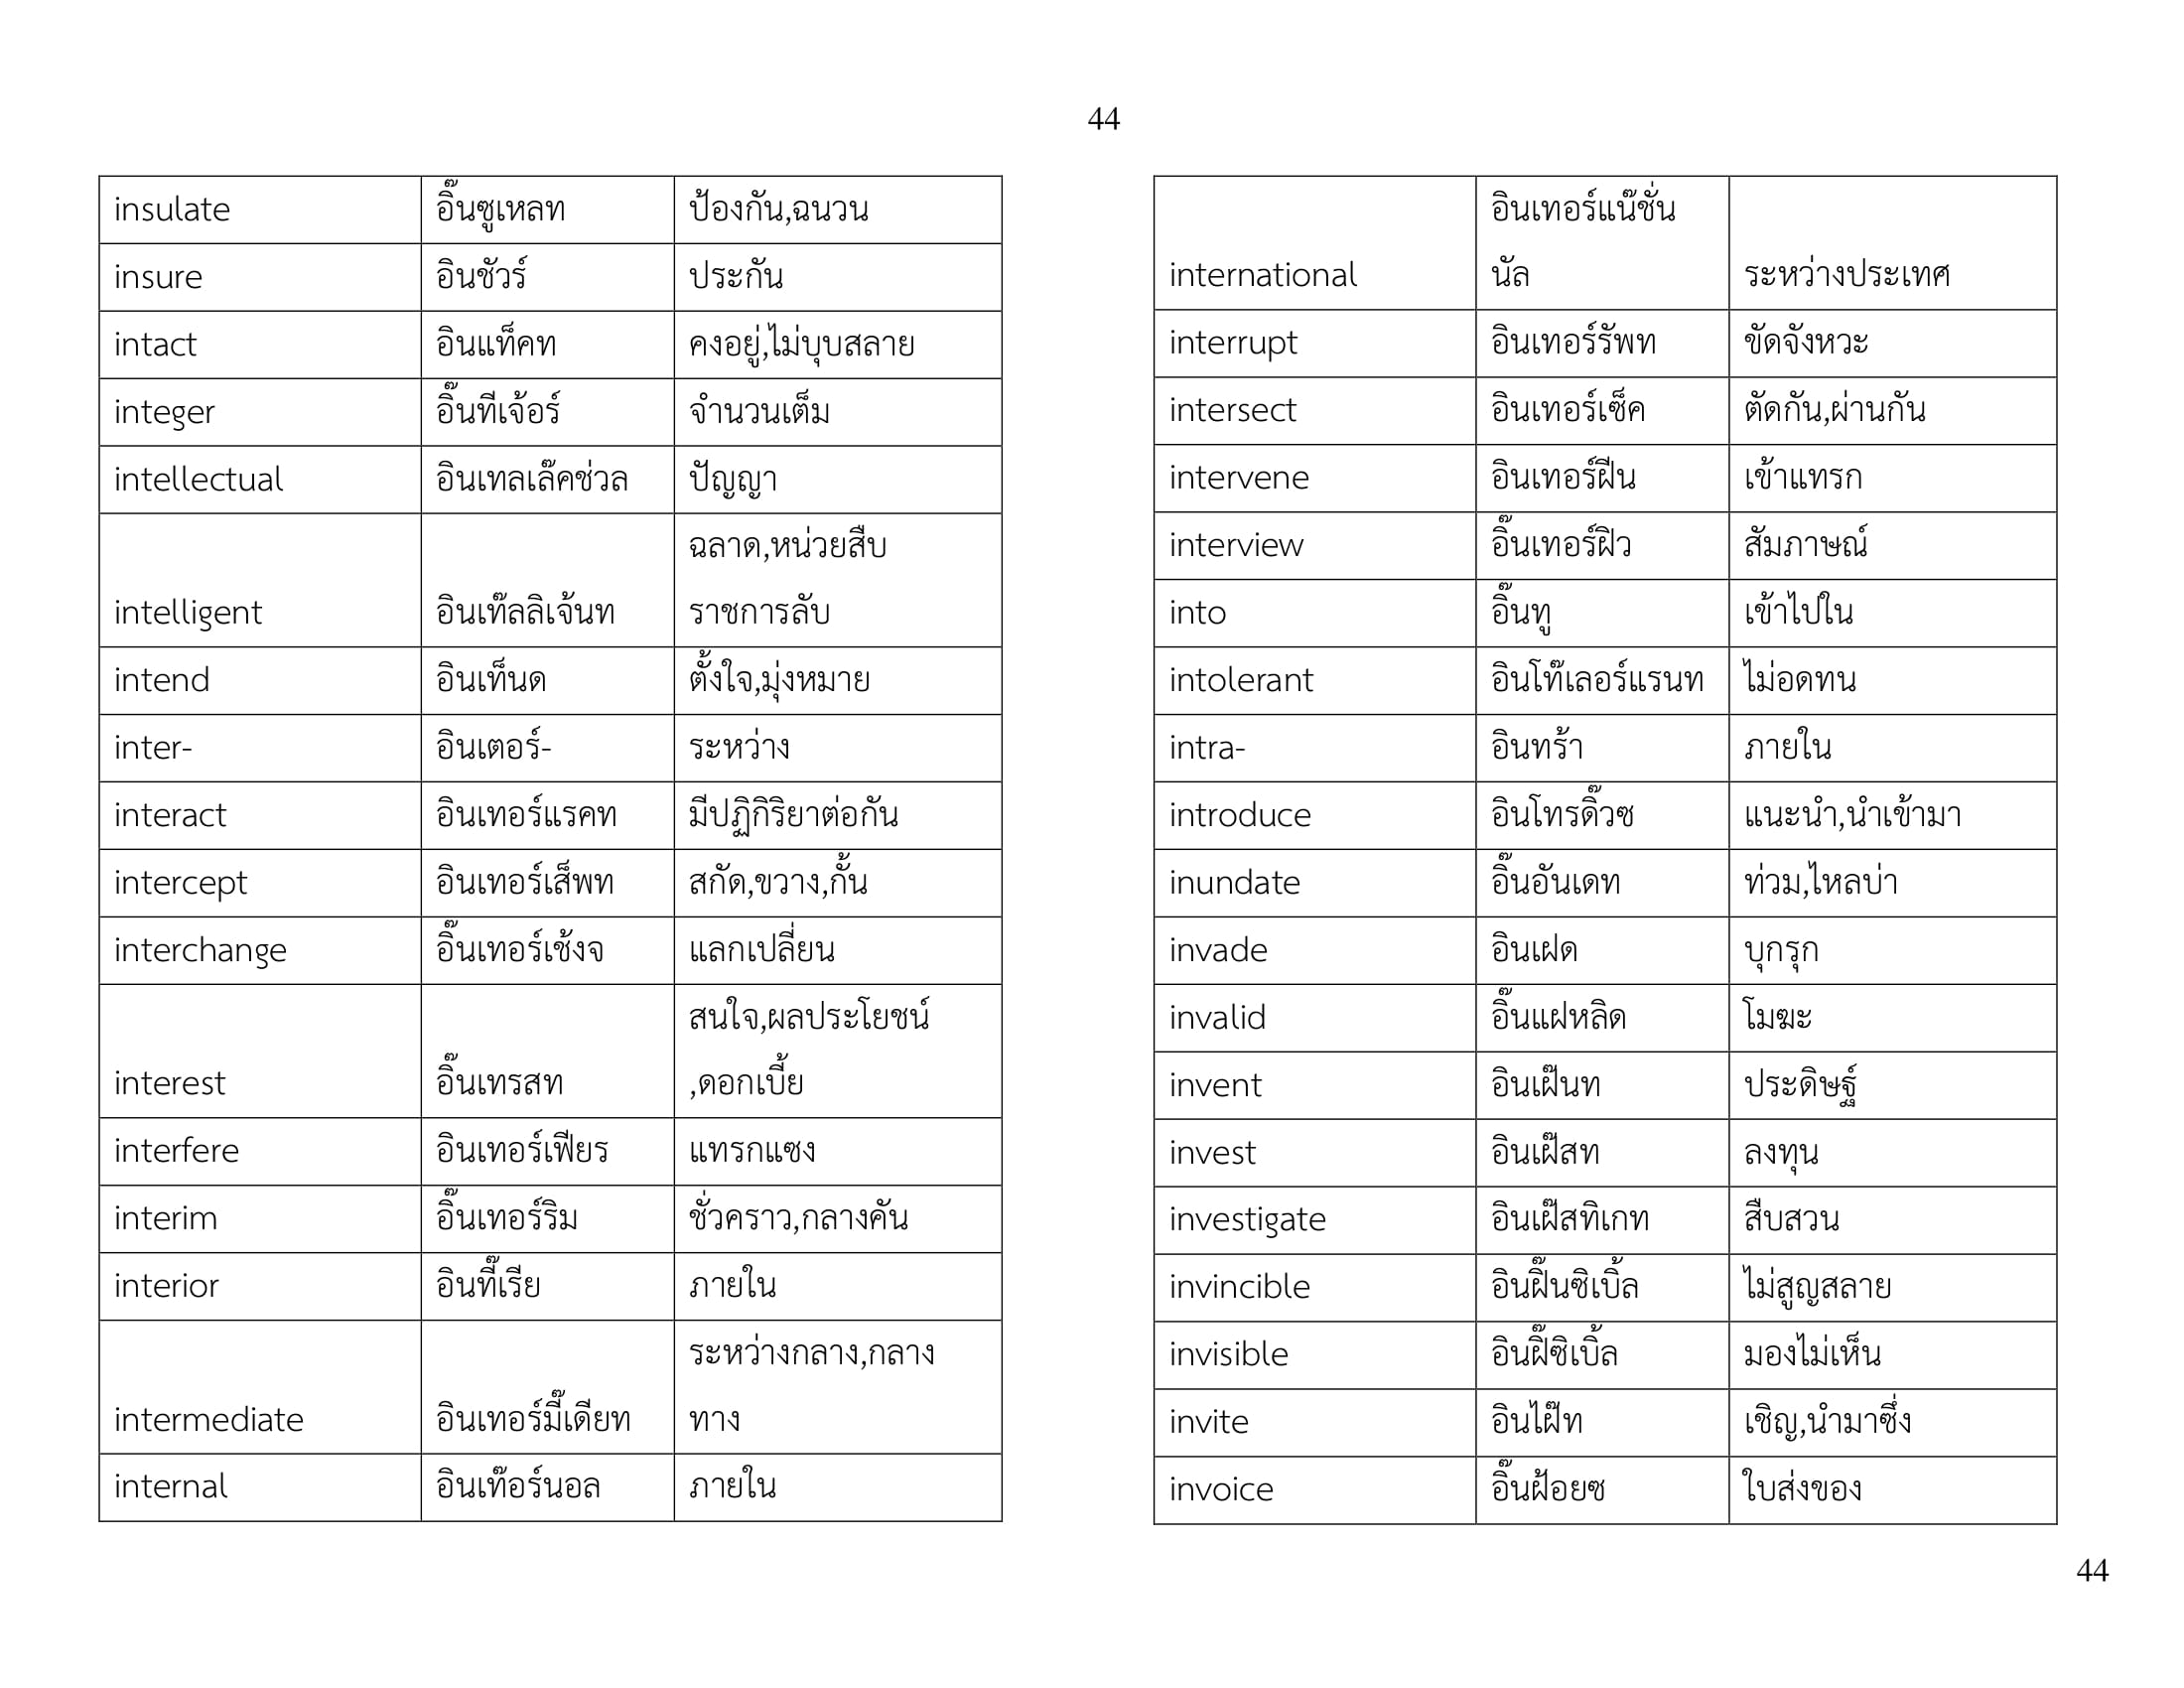 44
insulate อิ๊นซูเหลท ป้องกัน,ฉนวน
insure อินชัวร์ ประกัน
intact อินแท็คท คงอยู่,ไม่บุบสลาย
integer อิ๊นทีเจ้อร์ จำนวนเต็ม
intellectual อินเทลเล๊คช่วล ปัญญา
ฉลาด,หน่วยสืบ
intelligent อินเท๊ลลิเจ้นท ราชการลับ
intend อินเท็นด ตั้งใจ,มุ่งหมาย
inter- อินเตอร์- ระหว่าง
interact อินเทอร์แรคท มีปฏิกิริยาต่อกัน
intercept อินเทอร์เส็พท สกัด,ขวาง,กั้น
interchange อิ๊นเทอร์เช้งจ แลกเปลี่ยน
สนใจ,ผลประโยชน์
interest อิ๊นเทรสท ,ดอกเบี้ย
interfere อินเทอร์เฟียร แทรกแซง
interim อิ๊นเทอร์ริม ชั่วคราว,กลางคัน
interior อินที๊เรีย ภายใน
ระหว่างกลาง,กลาง
intermediate อินเทอร์มี๊เดียท ทาง
internal อินเท๊อร์นอล ภายใน
อินเทอร์แน๊ชั่น
international นัล ระหว่างประเทศ
interrupt อินเทอร์รัพท ขัดจังหวะ
intersect อินเทอร์เซ็ค ตัดกัน,ผ่านกัน
intervene อินเทอร์ฝีน เข้าแทรก
interview อิ๊นเทอร์ฝิว สัมภาษณ์
into อิ๊นทู เข้าไปใน
intolerant อินโท๊เลอร์แรนท ไม่อดทน
intra- อินทร้า ภายใน
introduce อินโทรดิ๊วซ แนะนำ,นำเข้ามา
inundate อิ๊นอันเดท ท่วม,ไหลบ่า
invade อินเฝด บุกรุก
invalid อิ๊นแฝหลิด โมฆะ
invent อินเฝ๊นท ประดิษฐ์
invest อินเฝ๊สท ลงทุน
investigate อินเฝ๊สทิเกท สืบสวน
invincible อินฝิ๊นซิเบิ้ล ไม่สูญสลาย
invisible อินฝิ๊ซิเบิ้ล มองไม่เห็น
invite อินไฝ๊ท เชิญ,นำมาซึ่ง
invoice อิ๊นฝ้อยซ ใบส่งของ
44